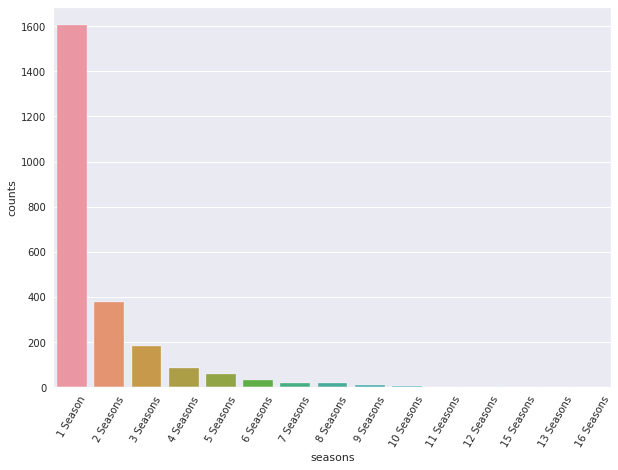 1600
1400
1200
1000
800
600
400
200
0
counts
1 Season
2 Seasons
3 Seasons
4 Seasons
5 Seasons
6 Seasons
7 Seasons
8 Seasons
9 Seasons
10 Seasons
11 Seasons
12 Seasons
15 Seasons
13 Seasons
16 Seasons
seasons